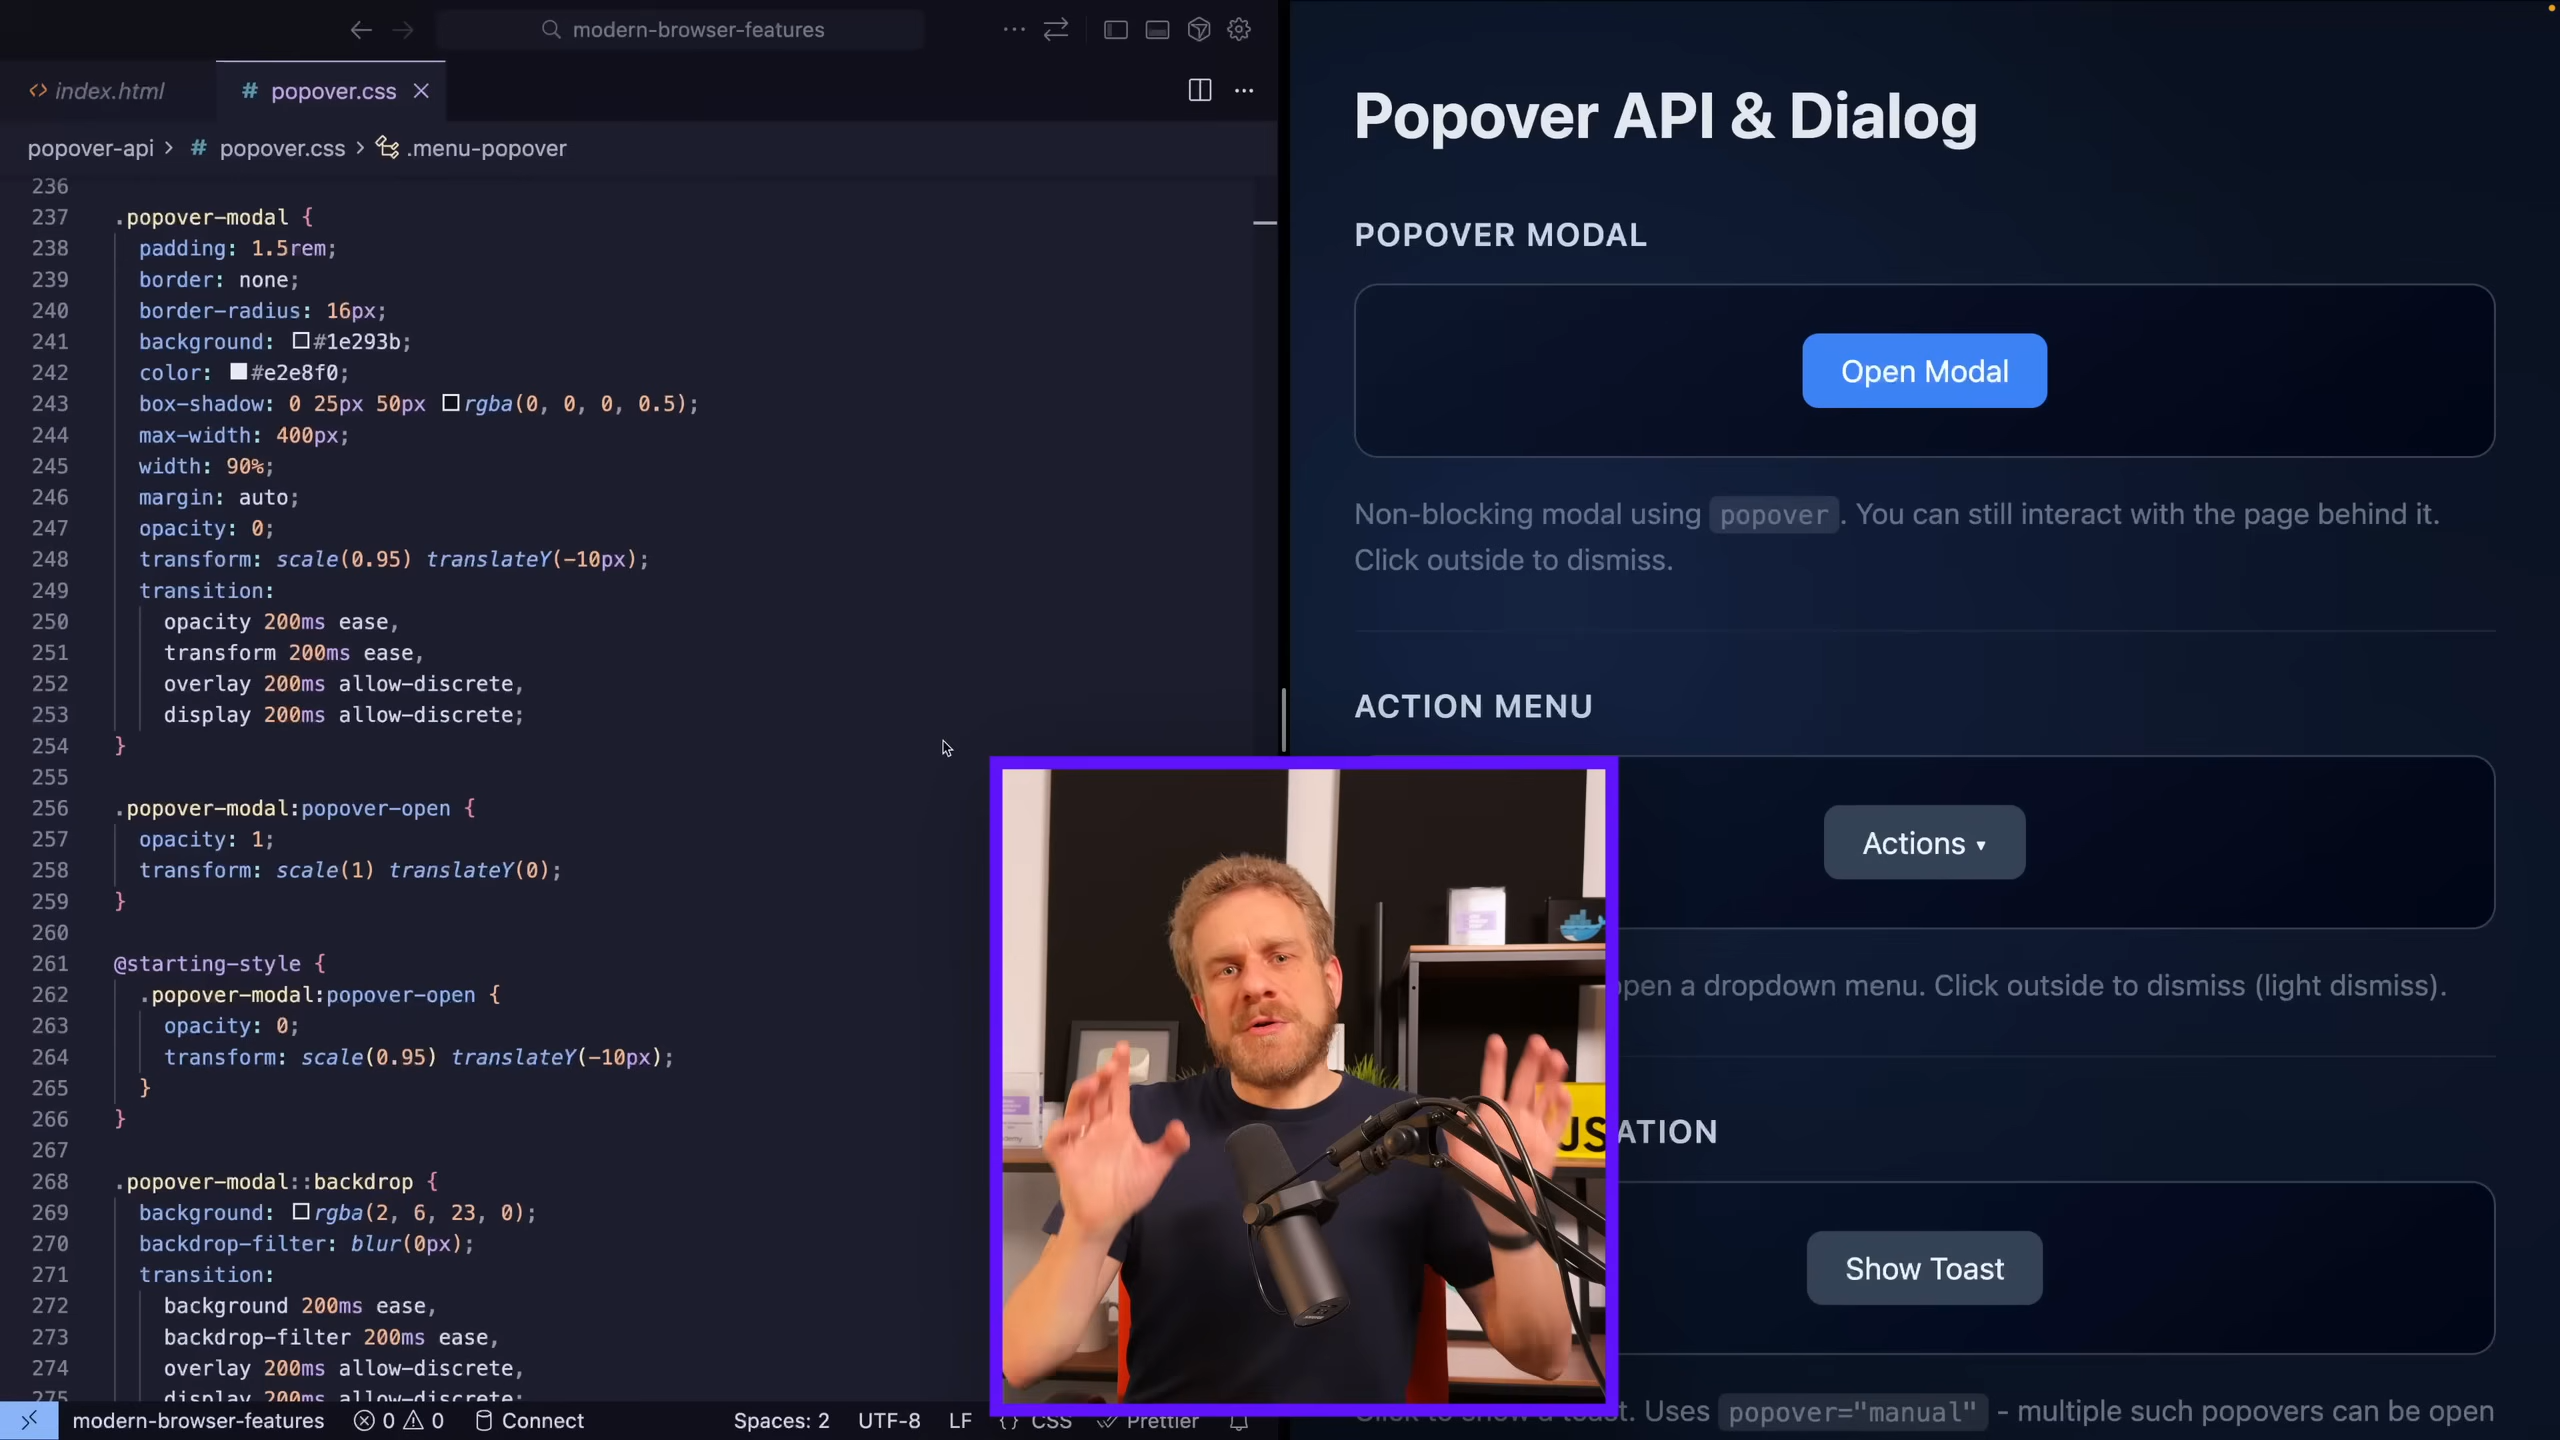 modern-browser-features
index.html
popover.css
popover-api > # popover.css > .menu-popover
236
237 .popover-modal {
238 padding: 1.5rem;
239 border: none;
240 border-radius: 16px;
241 background: #1e293b;
242 color: #e2e8f0;
243 box-shadow: 0 25px 50px rgba(0, 0, 0, 0.5);
244 max-width: 400px;
245 width: 90%;
246 margin: auto;
247 opacity: 0;
248 transform: scale(0.95) translateY(-10px);
249 transition:
250 opacity 200ms ease,
251 transform 200ms ease,
252 overlay 200ms allow-discrete,
253 display 200ms allow-discrete;
254 }
255
256 .popover-modal:popover-open {
257 opacity: 1;
258 transform: scale(1) translateY(0);
259 }
260
261 @starting-style {
262 .popover-modal:popover-open {
263 opacity: 0;
264 transform: scale(0.95) translateY(-10px);
265 }
266 }
267
268 .popover-modal::backdrop {
269 background: rgba(2, 6, 23, 0);
270 backdrop-filter: blur(0px);
271 transition:
272 background 200ms ease,
273 backdrop-filter 200ms ease,
274 overlay 200ms allow-discrete,
275 display 200ms allow-discrete;
modern-browser-features 0 0 Connect Spaces: 2 UTF-8 LF {} CSS Prettier
Popover API & Dialog
POPOVER MODAL
Open Modal
Non-blocking modal using popover. You can still interact with the page behind it.
Click outside to dismiss.
ACTION MENU
Actions ▾
open a dropdown menu. Click outside to dismiss (light dismiss).
JS
ATION
Show Toast
Click to show a toast. Uses popover="manual" - multiple such popovers can be open